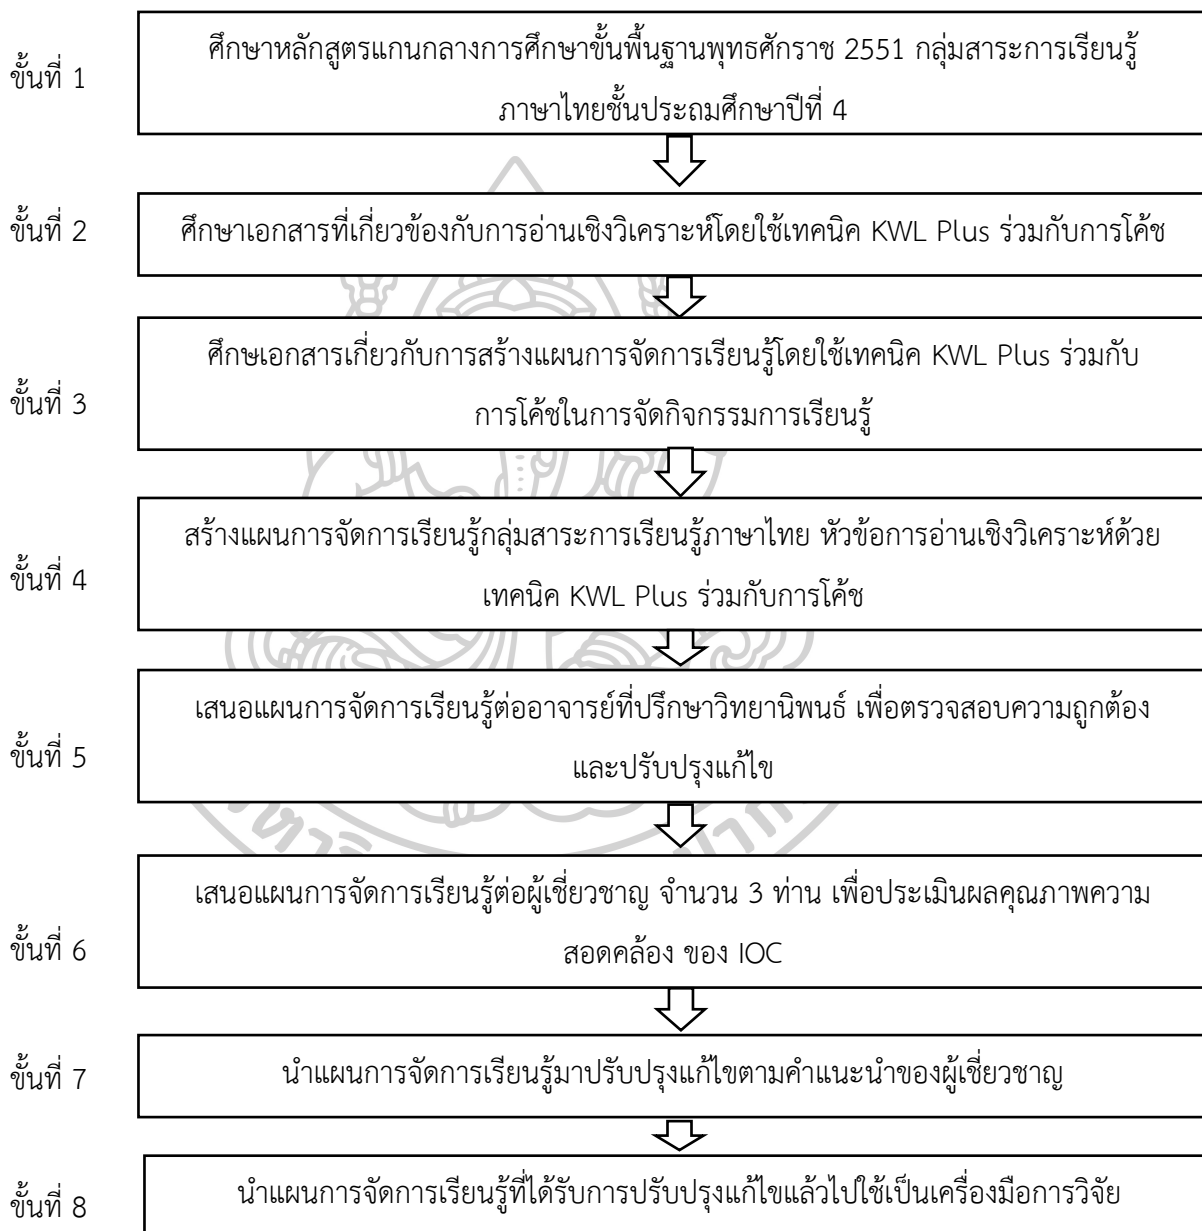 ขั้นที่ 1
ศึกษาหลักสูตรแกนกลางการศึกษาขั้นพื้นฐานพุทธศักราช 2551 กลุ่มสาระการเรียนรู้
ภาษาไทยชั้นประถมศึกษาปีที่ 4
ขั้นที่ 2
ศึกษาเอกสารที่เกี่ยวข้องกับการอ่านเชิงวิเคราะห์โดยใช้เทคนิค KWL Plus ร่วมกับการโค้ช
ขั้นที่ 3
ศึกษเอกสารเกี่ยวกับการสร้างแผนการจัดการเรียนรู้โดยใช้เทคนิค KWL Plus ร่วมกับ
การโค้ชในการจัดกิจกรรมการเรียนรู้
ขั้นที่ 4
สร้างแผนการจัดการเรียนรู้กลุ่มสาระการเรียนรู้ภาษาไทย หัวข้อการอ่านเชิงวิเคราะห์ด้วย
เทคนิค KWL Plus ร่วมกับการโค้ช
ขั้นที่ 5
เสนอแผนการจัดการเรียนรู้ต่ออาจารย์ที่ปรึกษาวิทยานิพนธ์ เพื่อตรวจสอบความถูกต้อง
และปรับปรุงแก้ไข
ขั้นที่ 6
เสนอแผนการจัดการเรียนรู้ต่อผู้เชี่ยวชาญ จำนวน 3 ท่าน เพื่อประเมินผลคุณภาพความ
สอดคล้อง ของ IOC
ขั้นที่ 7
นำแผนการจัดการเรียนรู้มาปรับปรุงแก้ไขตามคำแนะนำของผู้เชี่ยวชาญ
ขั้นที่ 8
นำแผนการจัดการเรียนรู้ที่ได้รับการปรับปรุงแก้ไขแล้วไปใช้เป็นเครื่องมือการวิจัย